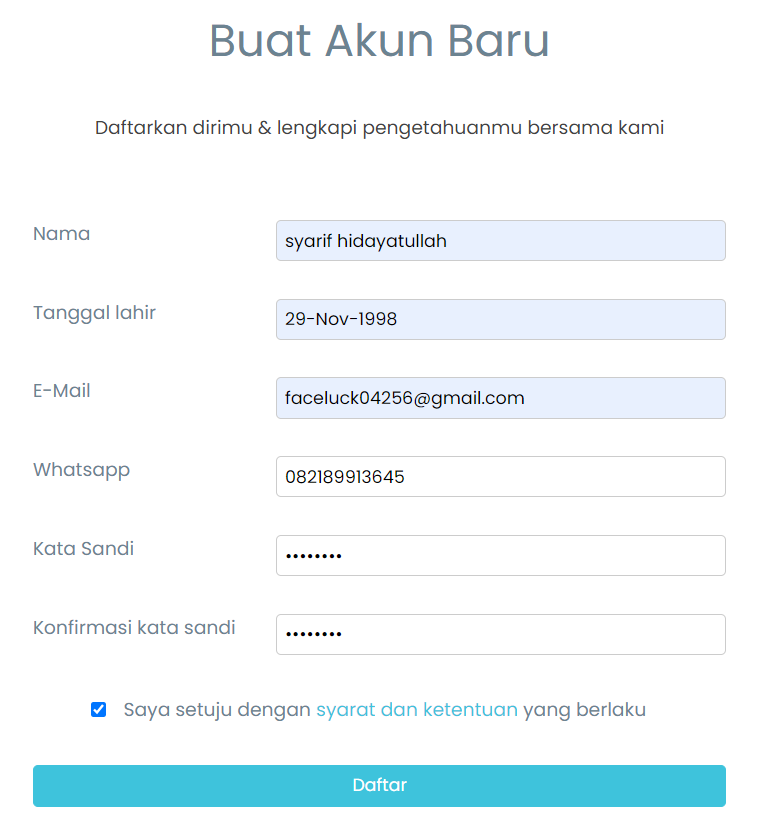 Buat Akun Baru
Daftarkan dirimu & lengkapi pengetahuanmu bersama kami
Nama
syarif hidayatullah
Tanggal lahir
29-Nov-1998
E-Mail
faceluck04256@gmail.com
Whatsapp
082189913645
Kata Sandi
••••••••
Konfirmasi kata sandi
••••••••
Saya setuju dengan syarat dan ketentuan yang berlaku
Daftar